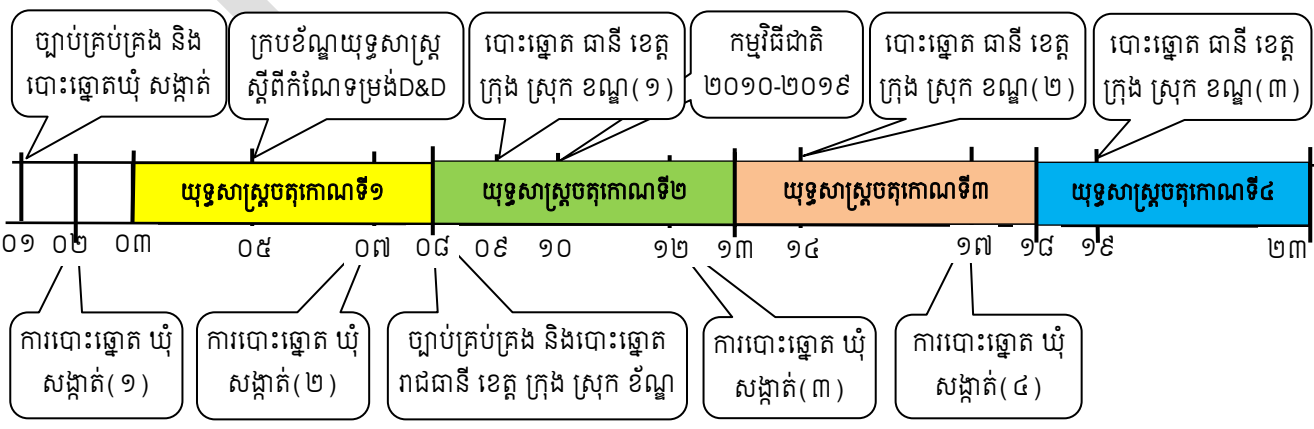 ច្បាប់គ្រប់គ្រង និង
បោះឆ្នោតឃុំ សង្កាត់
ក្របខ័ណ្ឌយុទ្ធសាស្ត្រ
ស្តីពីកំណែទម្រង់D&D
បោះឆ្នោត ធានី ខេត្ត
ក្រុង ស្រុក ខណ្ឌ(១)
កម្មវិធីជាតិ
២០១០-២០១៩
បោះឆ្នោត ធានី ខេត្ត
ក្រុង ស្រុក ខណ្ឌ(២)
បោះឆ្នោត ធានី ខេត្ត
ក្រុង ស្រុក ខណ្ឌ(៣)
យុទ្ធសាស្ត្រចតុកោណទី១
យុទ្ធសាស្ត្រចតុកោណទី២
យុទ្ធសាស្ត្រចតុកោណទី៣
យុទ្ធសាស្ត្រចតុកោណទី៤
០១ ០២ ០៣ ០៥ ០៧ ០៨ ០៩ ១០ ១២ ១៣ ១៤ ១៧ ១៨ ១៩ ២៣
ការបោះឆ្នោត ឃុំ
សង្កាត់(១)
ការបោះឆ្នោត ឃុំ
សង្កាត់(២)
ច្បាប់គ្រប់គ្រង និងបោះឆ្នោត
រាជធានី ខេត្ត ក្រុង ស្រុក ខ័ណ្ឌ
ការបោះឆ្នោត ឃុំ
សង្កាត់(៣)
ការបោះឆ្នោត ឃុំ
សង្កាត់(៤)